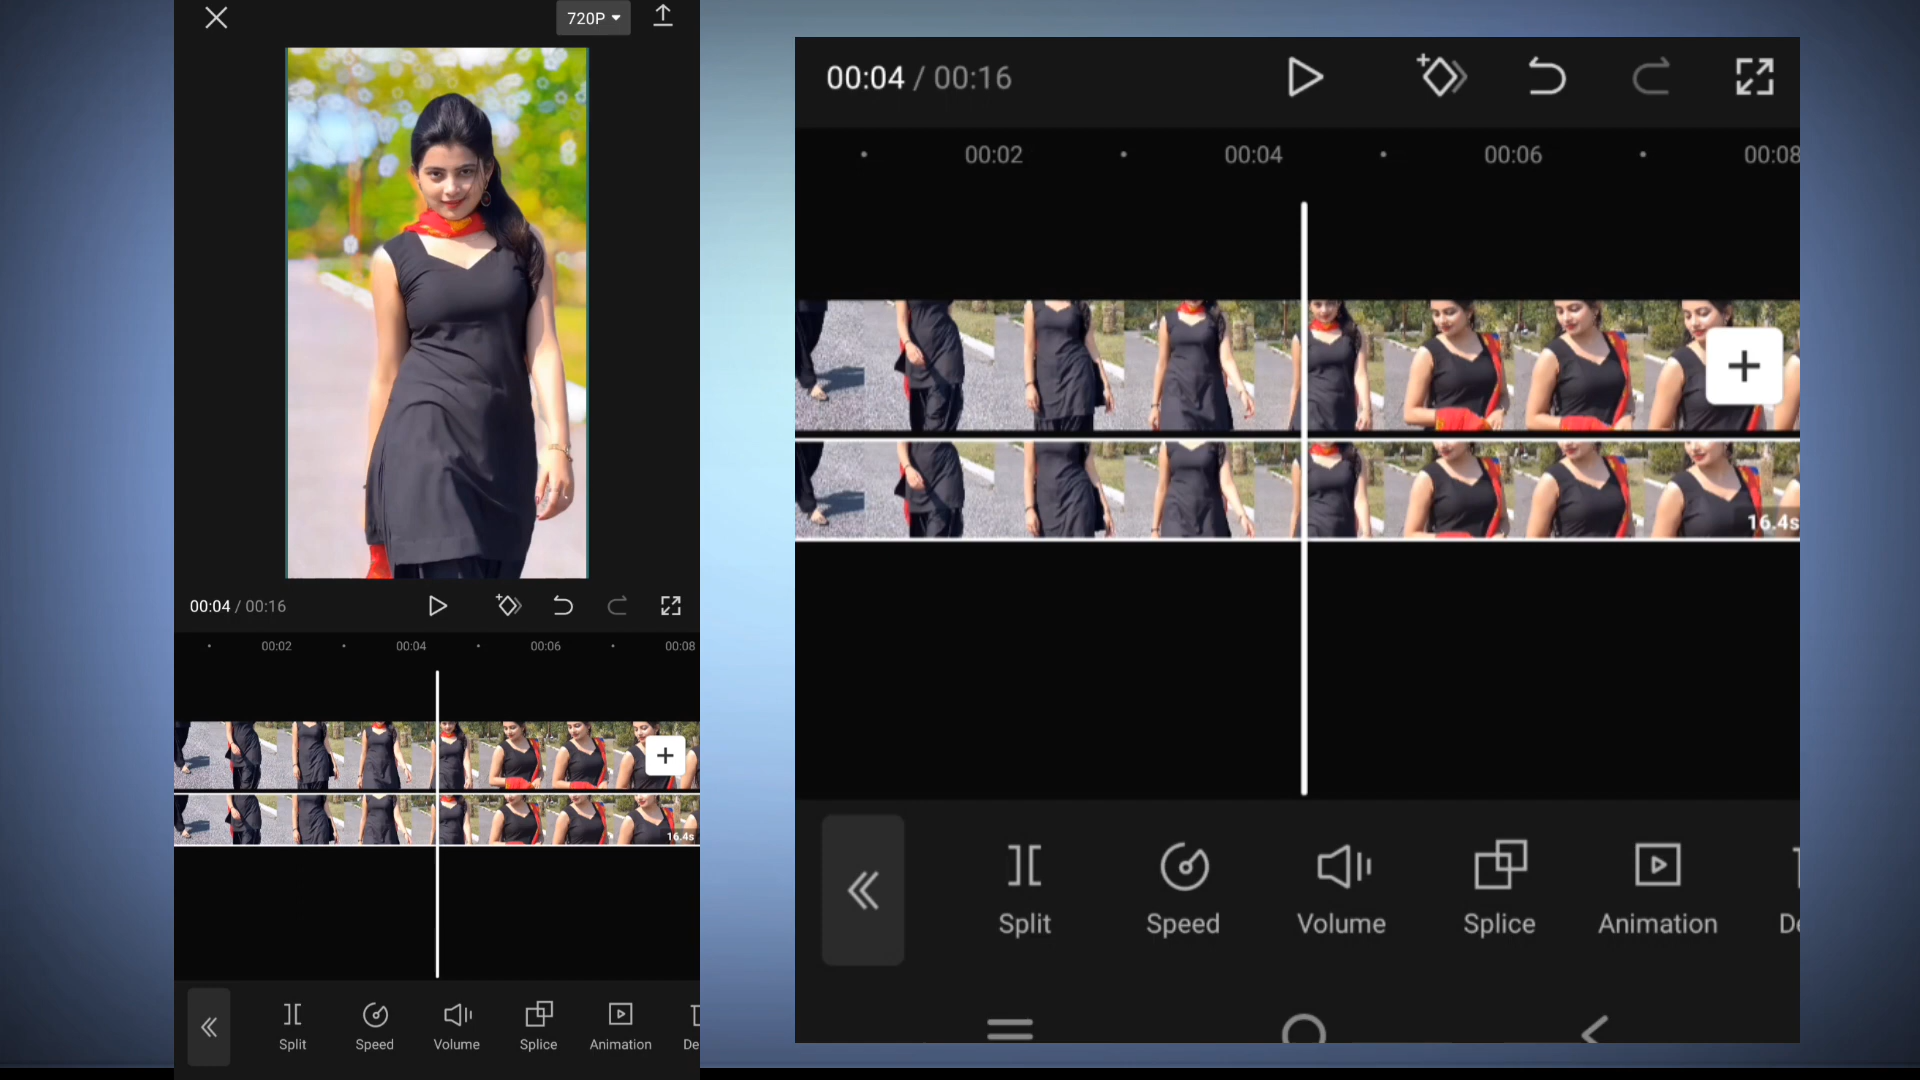 720P
00:04 / 00:16
00:02 00:04 00:06 00:08
16.4s
Split Speed Volume Splice Animation De
00:04 / 00:16
00:02 00:04 00:06 00:08
16.4s
Split Speed Volume Splice Animation De